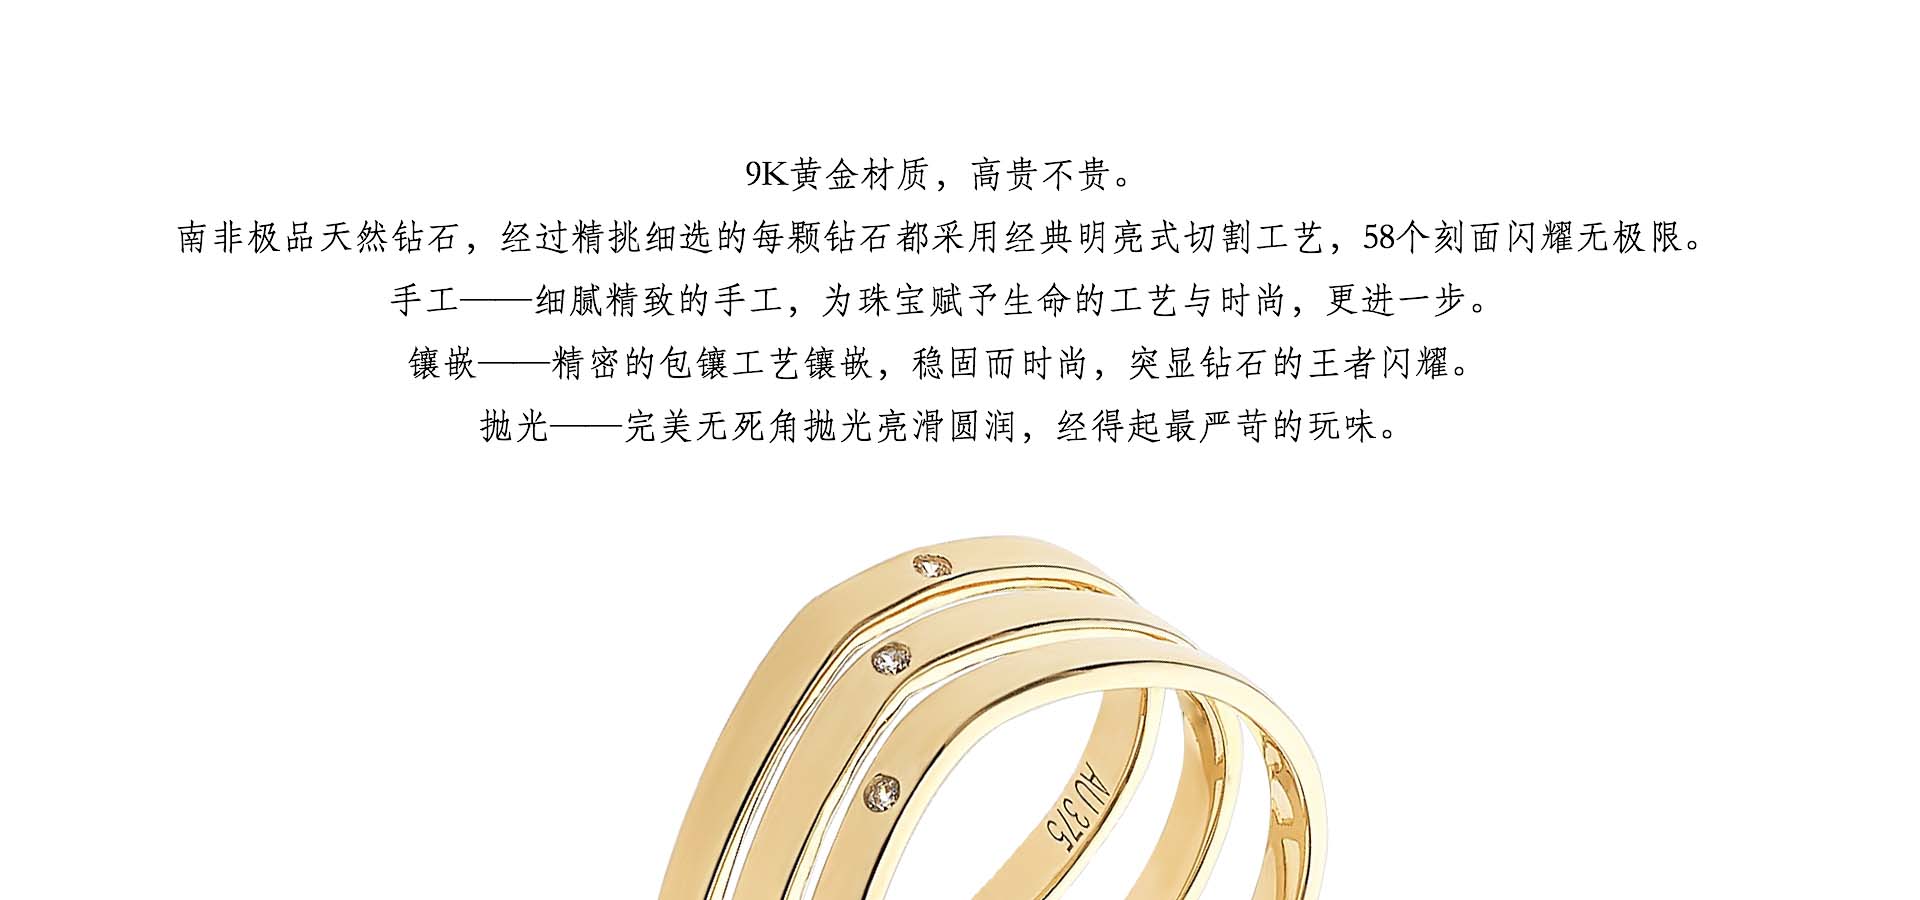 9K黄金材质，高贵不贵。
南非极品天然钻石，经过精挑细选的每颗钻石都采用经典明亮式切割工艺，58个刻面闪耀无极限。
手工——细腻精致的手工，为珠宝赋予生命的工艺与时尚，更进一步。
镶嵌——精密的包镶工艺镶嵌，稳固而时尚，突显钻石的王者闪耀。
抛光——完美无死角抛光亮滑圆润，经得起最严苛的玩味。
AU 375